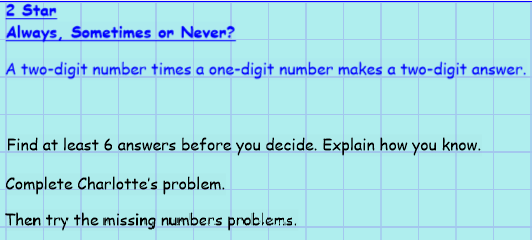 2 Star
Always, Sometimes or Never?
A two-digit number times a one-digit number makes a two-digit answer.
Find at least 6 answers before you decide. Explain how you know.
Complete Charlotte's problem.
Then try the missing numbers problems.